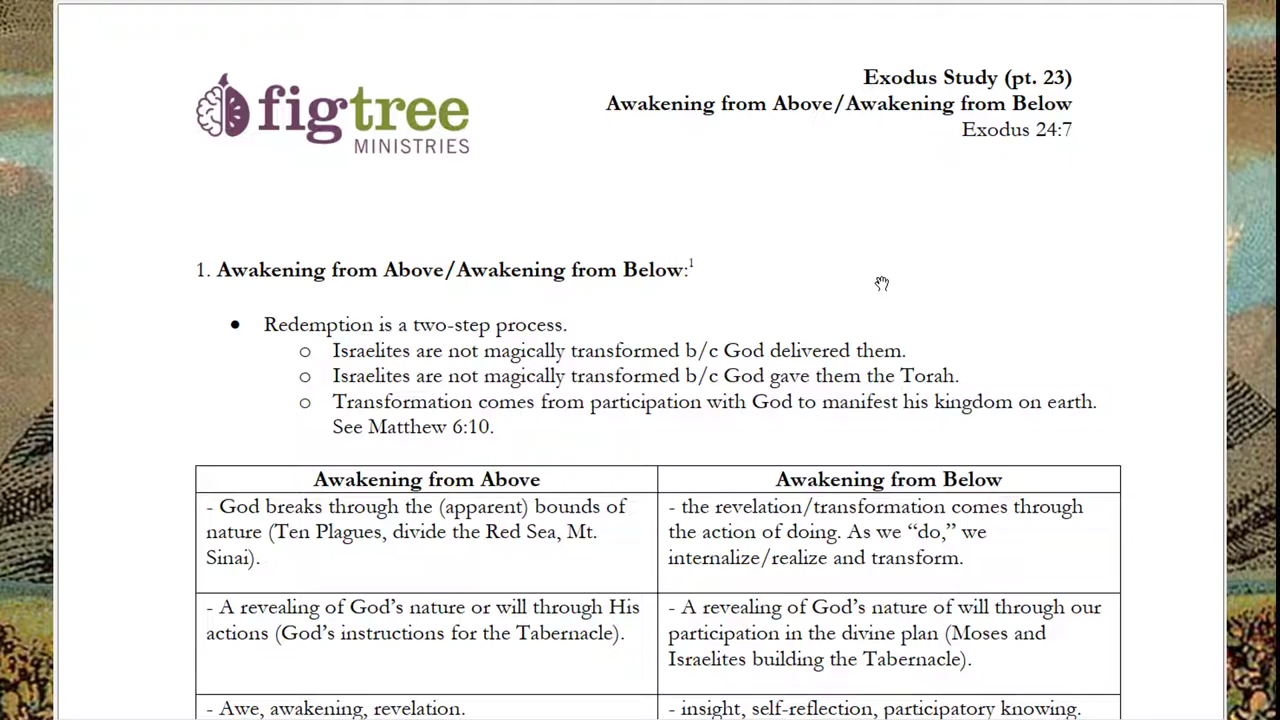 figtree
MINISTRIES
Exodus Study (pt. 23)
Awakening from Above/Awakening from Below
Exodus 24:7
1. Awakening from Above/Awakening from Below:1
• Redemption is a two-step process.
o Israelites are not magically transformed b/c God delivered them.
o Israelites are not magically transformed b/c God gave them the Torah.
o Transformation comes from participation with God to manifest his kingdom on earth.
See Matthew 6:10.
Awakening from Above
- God breaks through the (apparent) bounds of
nature (Ten Plagues, divide the Red Sea, Mt.
Sinai).
Awakening from Below
- the revelation/transformation comes through
the action of doing. As we “do,” we
internalize/realize and transform.
- A revealing of God’s nature or will through His
actions (God’s instructions for the Tabernacle).
- A revealing of God’s nature of will through our
participation in the divine plan (Moses and
Israelites building the Tabernacle).
- Awe, awakening, revelation.
- insight, self-reflection, participatory knowing.